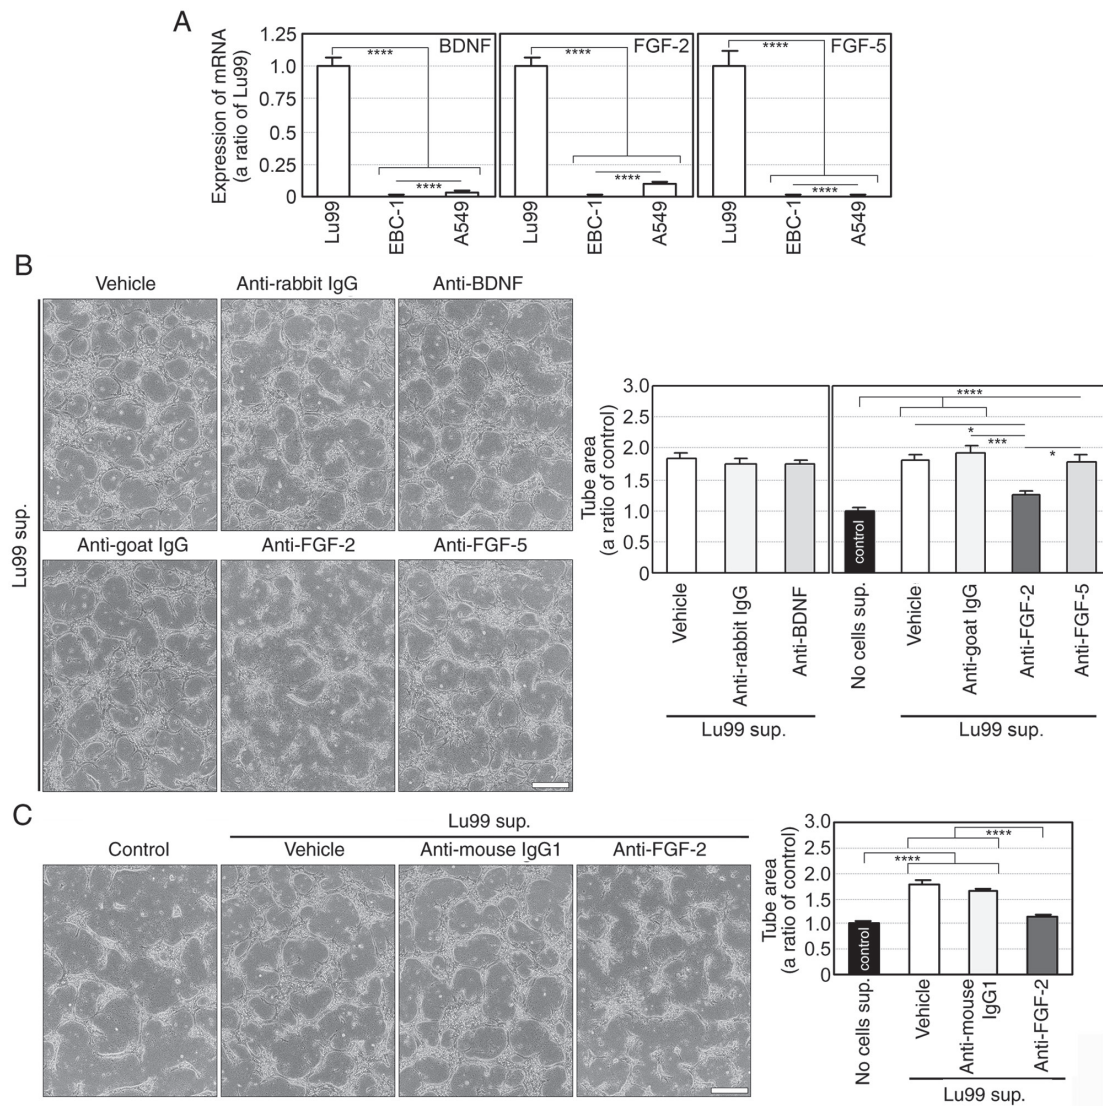 A
Expression of mRNA
(a ratio of Lu99)
1.25
1.0
0.75
0.5
0.25
0
BDNF
****
****
Lu99
EBC-1
A549
FGF-2
****
****
Lu99
EBC-1
A549
FGF-5
****
****
Lu99
EBC-1
A549
B
Lu99 sup.
Vehicle
Anti-rabbit IgG
Anti-BDNF
Anti-goat IgG
Anti-FGF-2
Anti-FGF-5
Tube area
(a ratio of control)
3.0
2.5
2.0
1.5
1.0
0.5
0
Vehicle
Anti-rabbit IgG
Anti-BDNF
Lu99 sup.
****
*
***
*
control
No cells sup.
Vehicle
Anti-goat IgG
Anti-FGF-2
Anti-FGF-5
Lu99 sup.
C
Lu99 sup.
Control
Vehicle
Anti-mouse IgG1
Anti-FGF-2
Tube area
(a ratio of control)
3.0
2.5
2.0
1.5
1.0
0.5
0
****
****
control
No cells sup.
Vehicle
Anti-mouse
IgG1
Anti-FGF-2
Lu99 sup.